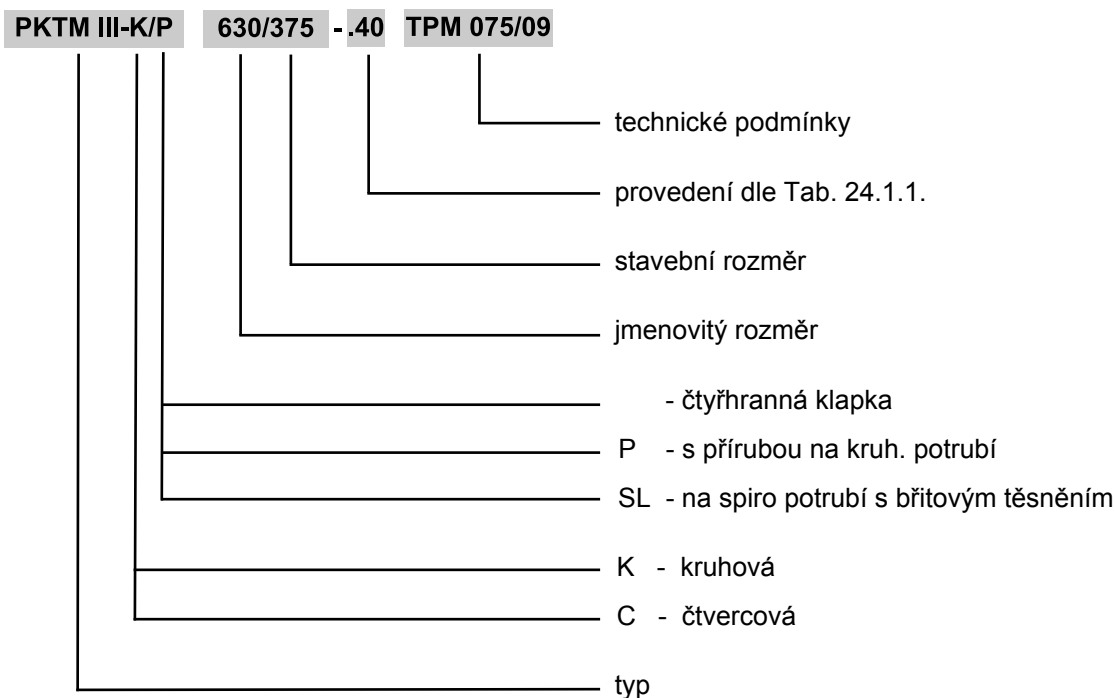 PKTM III-K/P 630/375 - .40 TPM 075/09
technické podmínky
provedení dle Tab. 24.1.1.
stavební rozměr
jmenovitý rozměr
- čtyřhranná klapka
P - s přírubou na kruh. potrubí
SL - na spiro potrubí s břitovým těsněním
K - kruhová
C - čtvercová
typ